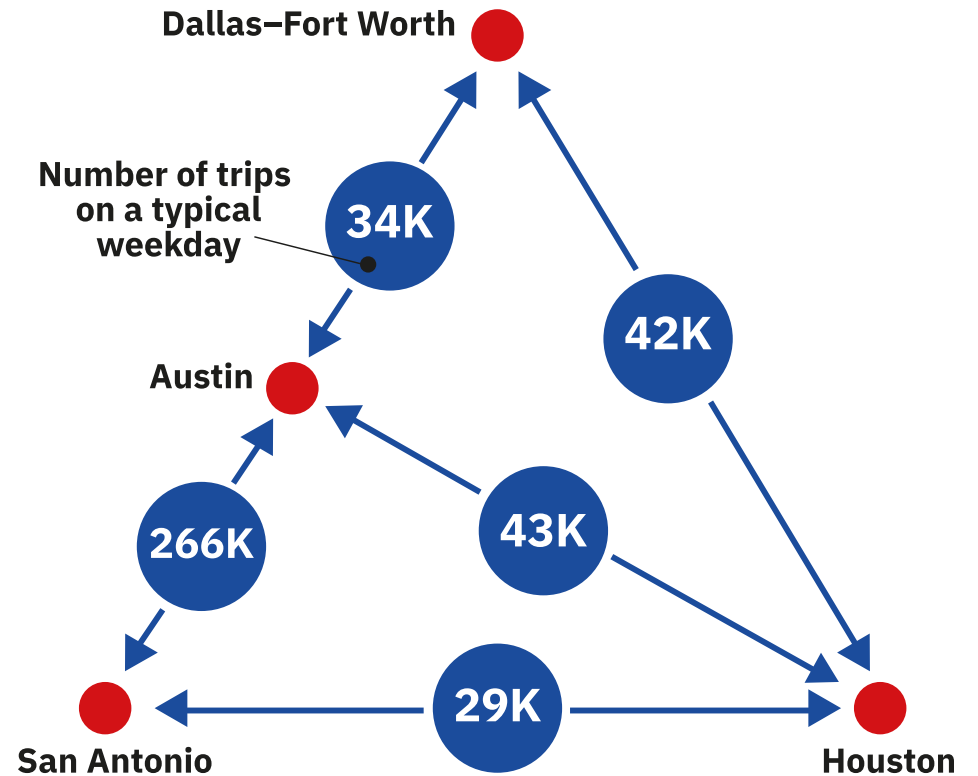 Dallas–Fort Worth
Number of trips
on a typical
weekday
34K
42K
Austin
43K
266K
29K
San Antonio
Houston